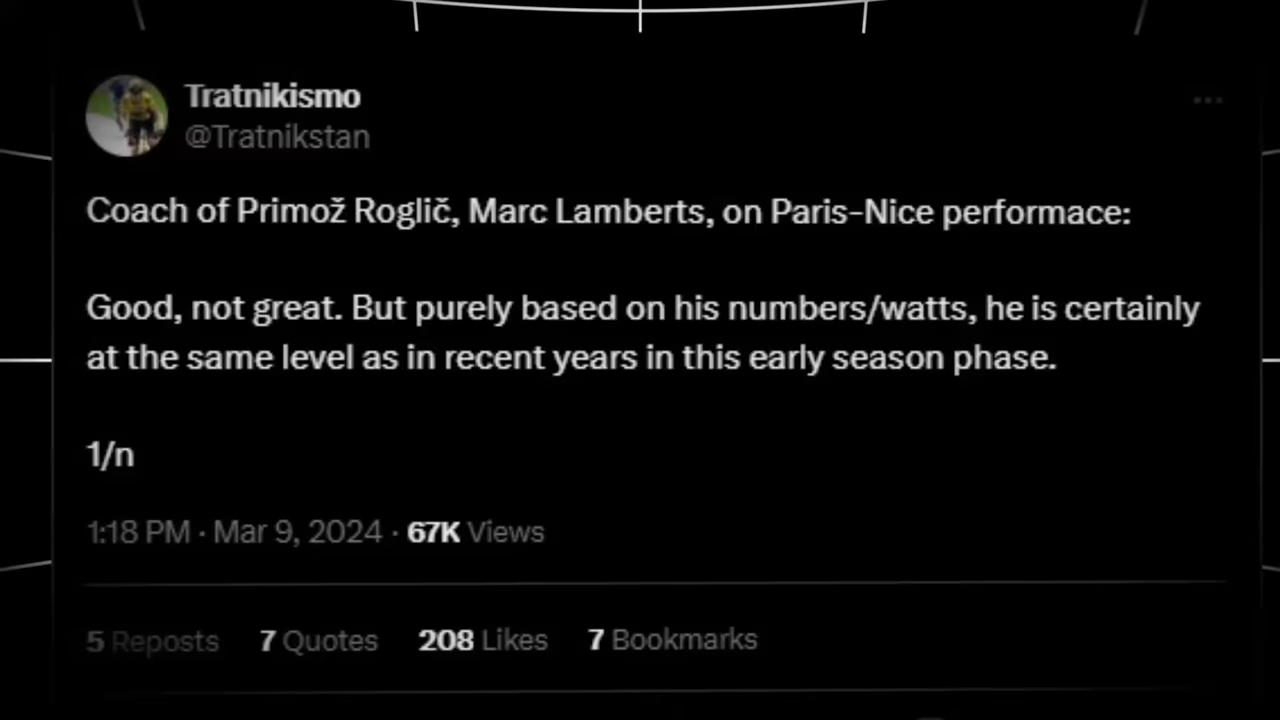 Tratnikismo
@Tratnikstan
Coach of Primož Roglič, Marc Lamberts, on Paris-Nice performace:
Good, not great. But purely based on his numbers/watts, he is certainly
at the same level as in recent years in this early season phase.
1/n
1:18 PM · Mar 9, 2024 · 67K Views
5 Reposts 7 Quotes 208 Likes 7 Bookmarks